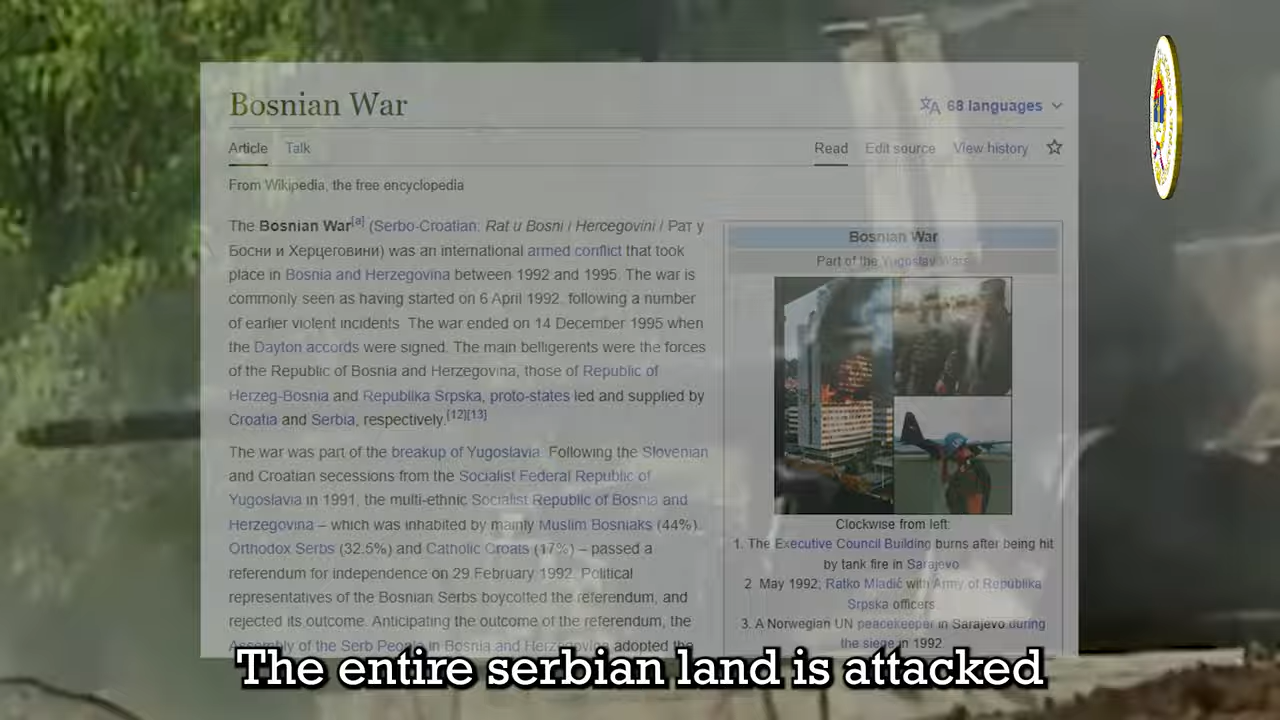 Bosnian War
68 languages
Article Talk
Read Edit source View history
From Wikipedia, the free encyclopedia
The Bosnian War[a] (Serbo-Croatian: Rat u Bosni i Hercegovini / Рат у
Босни и Херцеговини) was an international armed conflict that took
place in Bosnia and Herzegovina between 1992 and 1995. The war is
commonly seen as having started on 6 April 1992, following a number
of earlier violent incidents. The war ended on 14 December 1995 when
the Dayton accords were signed. The main belligerents were the forces
of the Republic of Bosnia and Herzegovina, those of Republic of
Herzeg-Bosnia and Republika Srpska, proto-states led and supplied by
Croatia and Serbia, respectively.[12][13]
The war was part of the breakup of Yugoslavia. Following the Slovenian
and Croatian secessions from the Socialist Federal Republic of
Yugoslavia in 1991, the multi-ethnic Socialist Republic of Bosnia and
Herzegovina – which was inhabited by mainly Muslim Bosniaks (44%),
Orthodox Serbs (32.5%) and Catholic Croats (17%) – passed a
referendum for independence on 29 February 1992. Political
representatives of the Bosnian Serbs boycotted the referendum, and
rejected its outcome. Anticipating the outcome of the referendum, the
Assembly of the Serb People in Bosnia and Herzegovina adopted the
Bosnian War
Part of the Yugoslav Wars
Clockwise from left:
1. The Executive Council Building burns after being hit
by tank fire in Sarajevo
2. May 1992; Ratko Mladić with Army of Republika
Srpska officers
3. A Norwegian UN peacekeeper in Sarajevo during
the siege in 1992
The entire serbian land is attacked